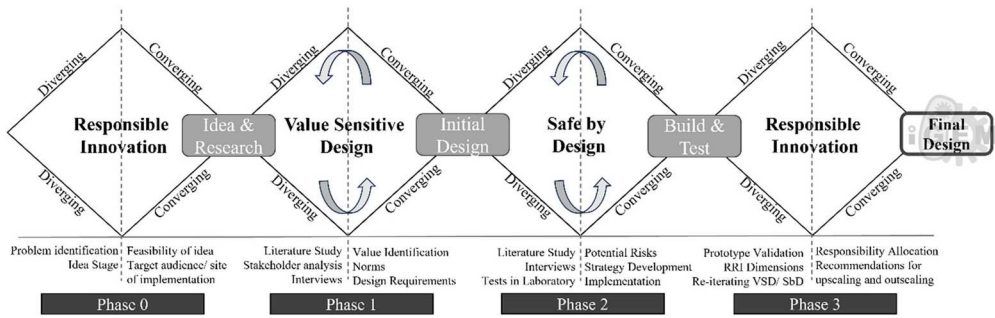 Diverging
Converging
Diverging
Converging
Diverging
Converging
Diverging
Converging
Responsible
Innovation
Idea &
Research
Value Sensitive
Design
Initial
Design
Safe by
Design
Build &
Test
Responsible
Innovation
iGEM
Final
Design
Diverging
Converging
Diverging
Converging
Diverging
Converging
Diverging
Converging
Problem identification
Idea Stage
Feasibility of idea
Target audience/ site
of implementation
Literature Study
Stakeholder analysis
Interviews
Value Identification
Norms
Design Requirements
Literature Study
Interviews
Tests in Laboratory
Potential Risks
Strategy Development
Implementation
Prototype Validation
RRI Dimensions
Re-iterating VSD/ SbD
Responsibility Allocation
Recommendations for
upscaling and outscaling
Phase 0
Phase 1
Phase 2
Phase 3